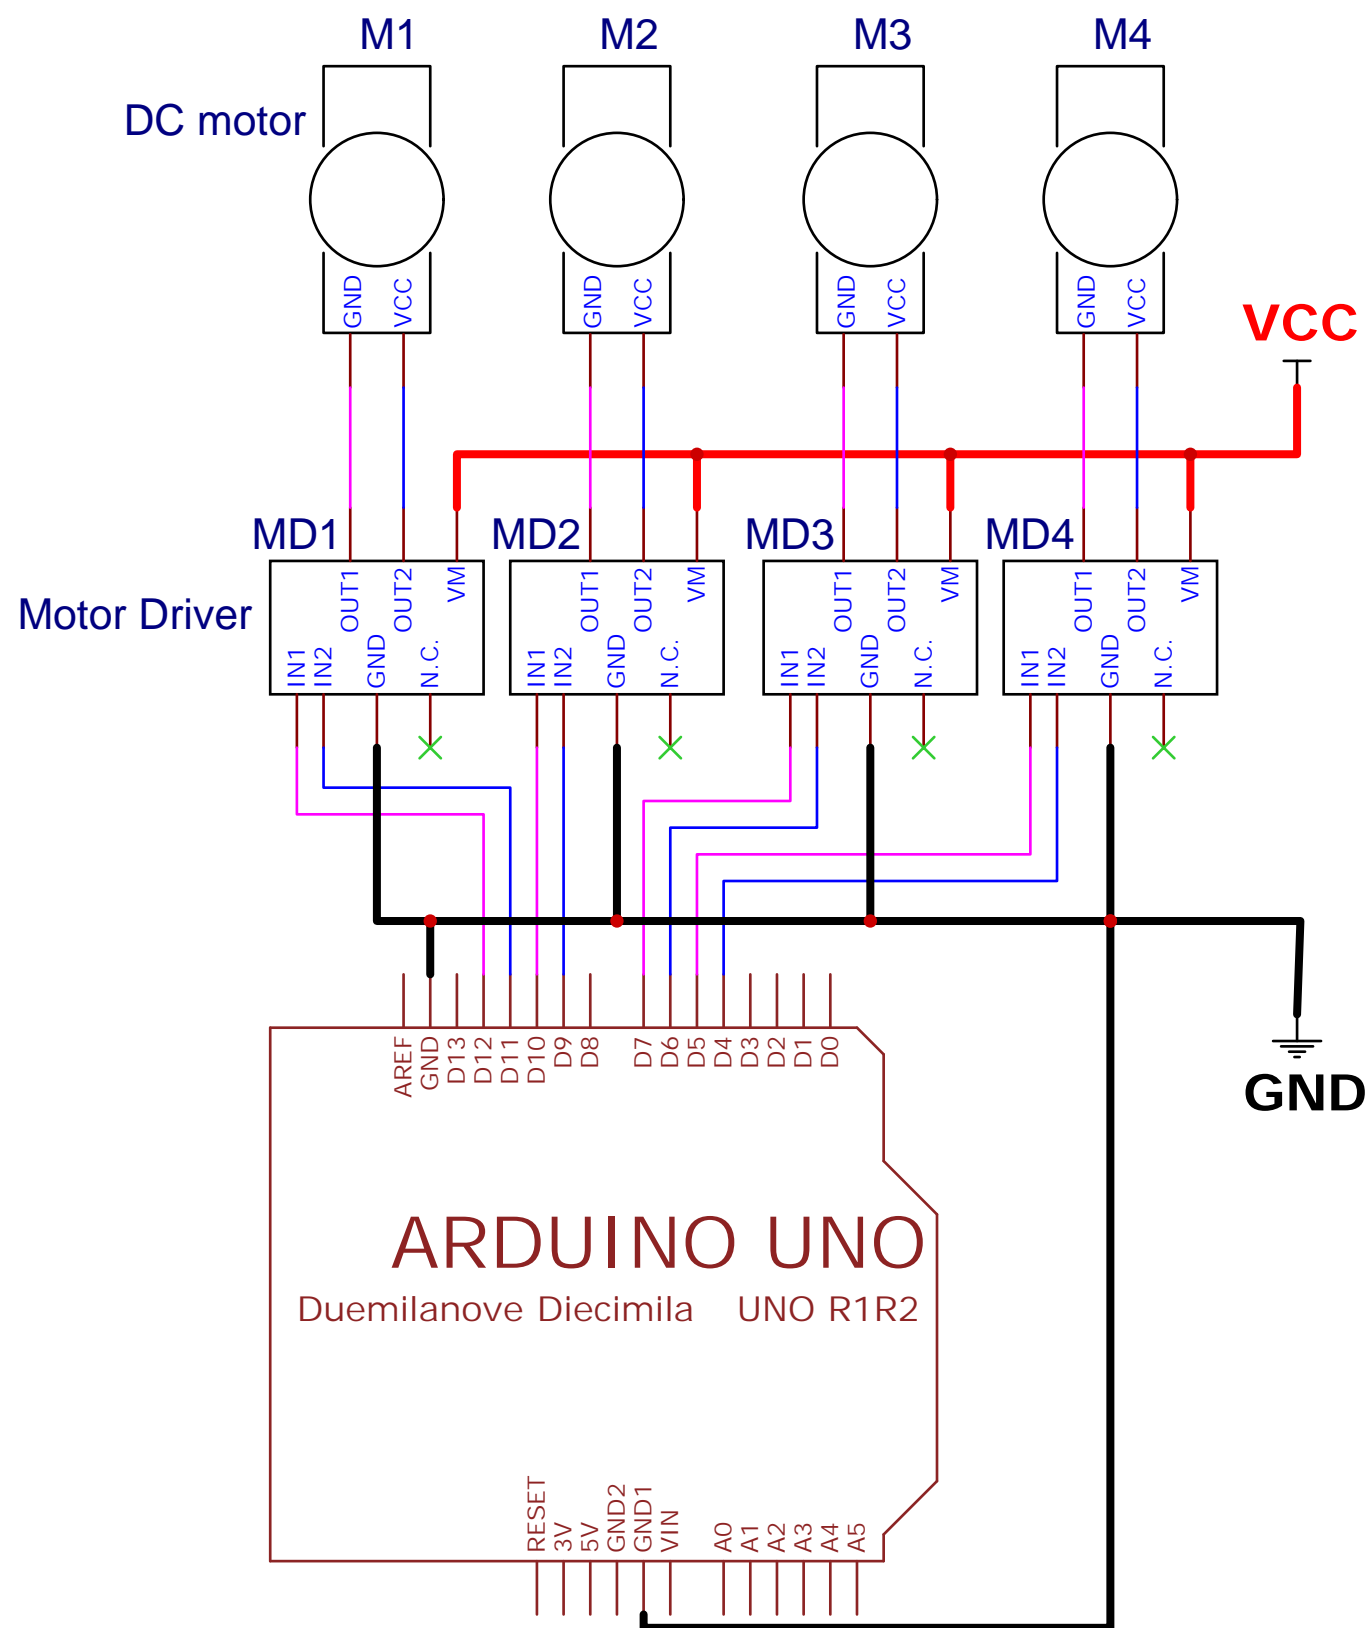 M1 M2 M3 M4
DC motor
GND VCC GND VCC GND VCC GND VCC
VCC
MD1 MD2 MD3 MD4
Motor Driver
OUT1 OUT2 VM OUT1 OUT2 VM OUT1 OUT2 VM OUT1 OUT2 VM
IN1 IN2 GND N.C. IN1 IN2 GND N.C. IN1 IN2 GND N.C. IN1 IN2 GND N.C.
AREF GND D13 D12 D11 D10 D9 D8 D7 D6 D5 D4 D3 D2 D1 D0
GND
ARDUINO UNO
Duemilanove Diecimila UNO R1R2
RESET 3V 5V GND2 GND1 VIN A0 A1 A2 A3 A4 A5